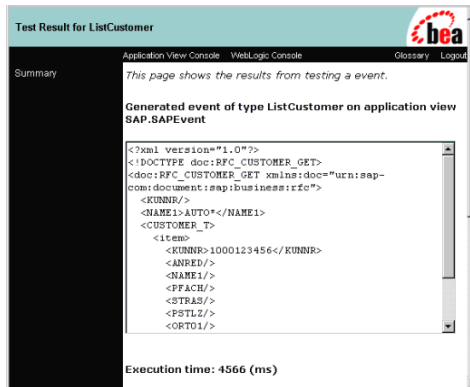 Test Result for ListCustomer
bea
Application View Console WebLogic Console Glossary Logout
Summary
This page shows the results from testing a event.
Generated event of type ListCustomer on application view
SAP.SAPEvent
<?xml version="1.0"?>
<!DOCTYPE doc:RFC_CUSTOMER_GET>
<doc:RFC_CUSTOMER_GET xmlns:doc="urn:sap-
com:document:sap:business:rfc">
<KUNNR/>
<NAME1>AUTO*</NAME1>
<CUSTOMER_T>
<item>
<KUNNR>1000123456</KUNNR>
<ANRED/>
<NAME1/>
<PFACH/>
<STRAS/>
<PSTLZ/>
<ORT01/>
Execution time: 4566 (ms)